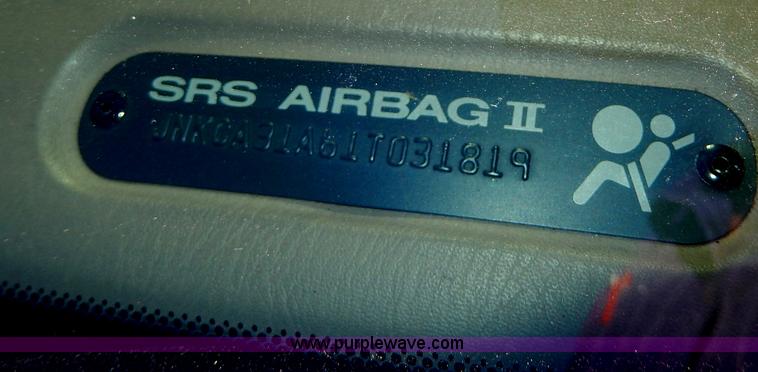 SRS AIRBAG II
JNKCA31A61T031819
www.purplewave.com